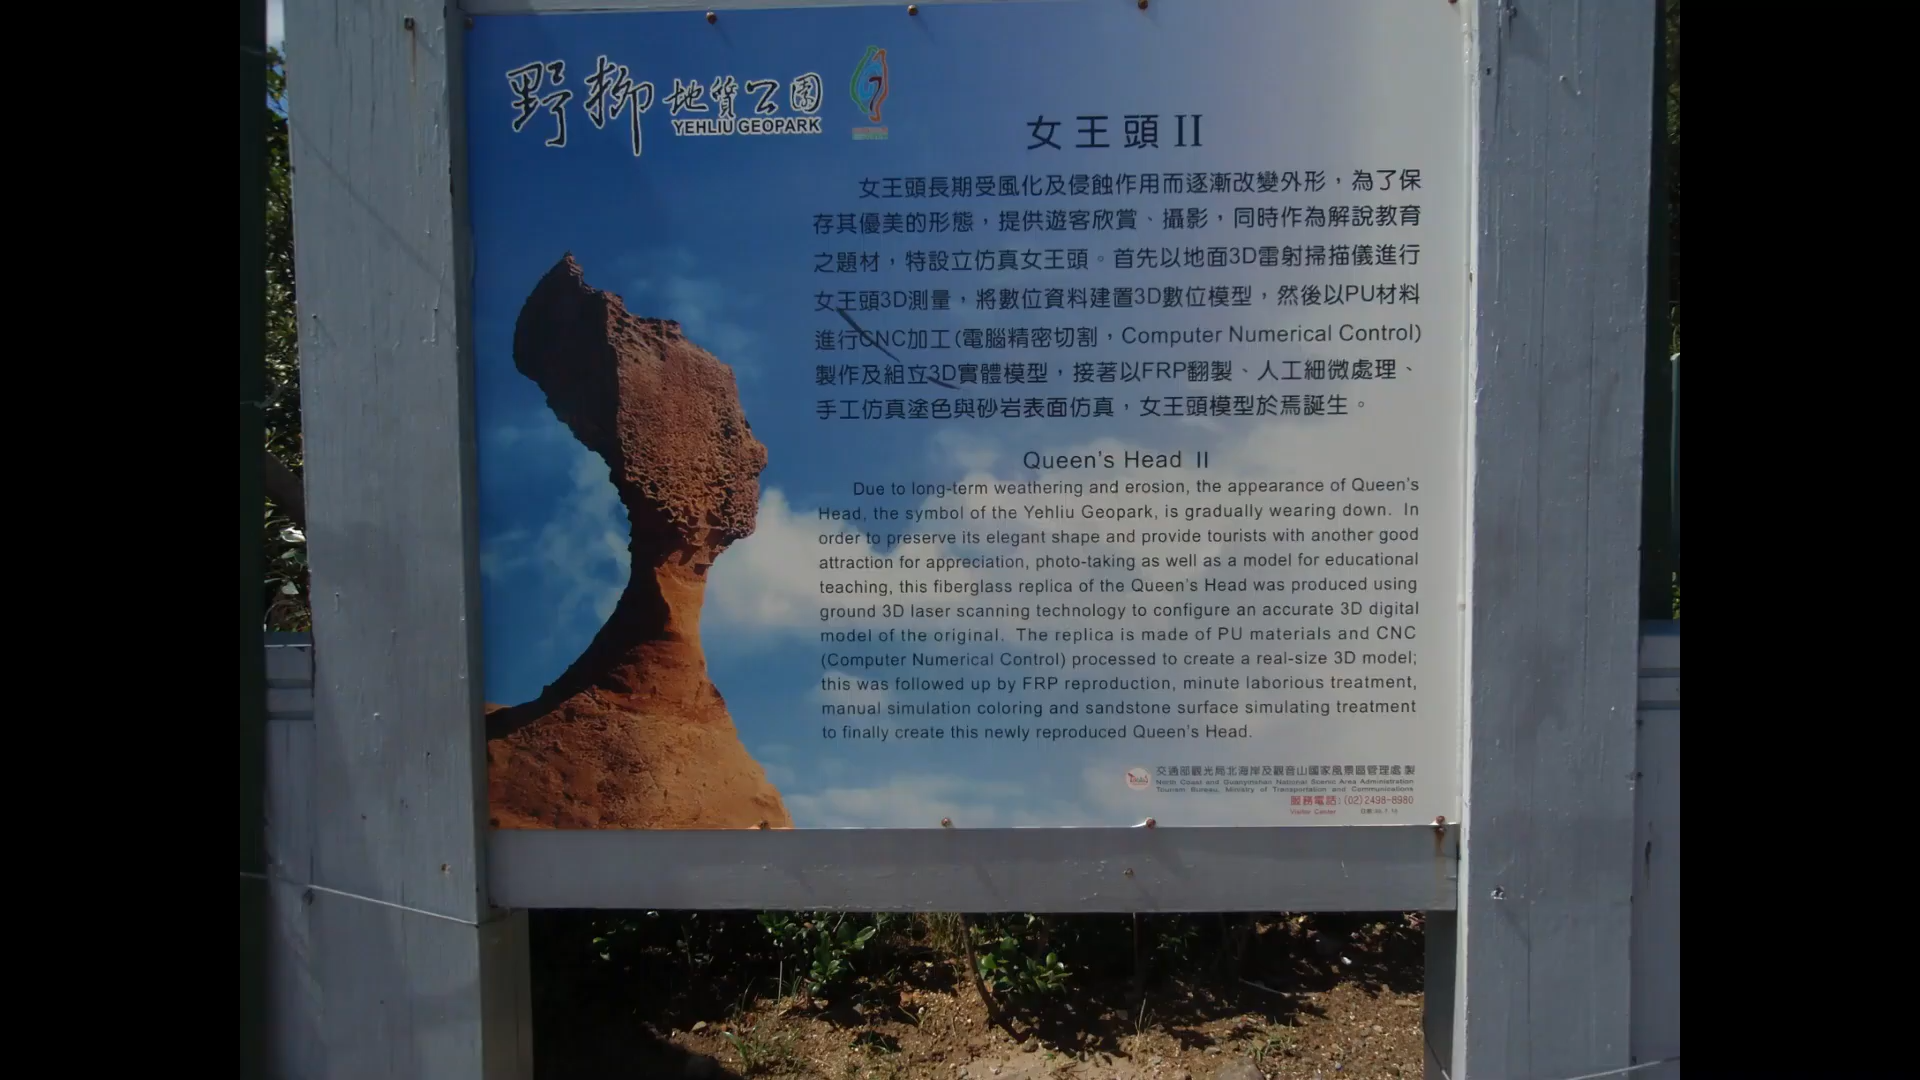 野柳地質公園
YEHLIU GEOPARK
女王頭II
女王頭長期受風化及侵蝕作用而逐漸改變外形，為了保
存其優美的形態，提供遊客欣賞、攝影，同時作為解說教育
之題材，特設立仿真女王頭。首先以地面3D雷射掃描儀進行
女王頭3D測量，將數位資料建置3D數位模型，然後以PU材料
進行CNC加工(電腦精密切割，Computer Numerical Control)
製作及組立3D實體模型，接著以FRP翻製、人工細微處理、
手工仿真塗色與砂岩表面仿真，女王頭模型於焉誕生。
Queen's Head II
Due to long-term weathering and erosion, the appearance of Queen's
Head, the symbol of the Yehliu Geopark, is gradually wearing down. In
order to preserve its elegant shape and provide tourists with another good
attraction for appreciation, photo-taking as well as a model for educational
teaching, this fiberglass replica of the Queen's Head was produced using
ground 3D laser scanning technology to configure an accurate 3D digital
model of the original. The replica is made of PU materials and CNC
(Computer Numerical Control) processed to create a real-size 3D model;
this was followed up by FRP reproduction, minute laborious treatment,
manual simulation coloring and sandstone surface simulating treatment
to finally create this newly reproduced Queen's Head.
交通部觀光局北海岸及觀音山國家風景區管理處 製
North Coast and Guanyinshan National Scenic Area Administration
Tourism Bureau, Ministry of Transportation and Communications
服務電話:(02)2498-8980
Visitor Center